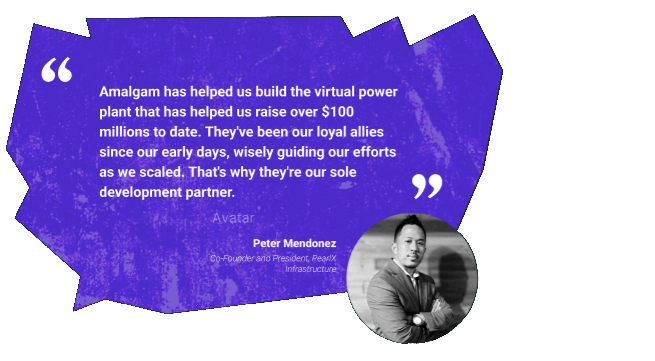 “
Amalgam has helped us build the virtual power
plant that has helped us raise over $100
millions to date. They've been our loyal allies
since our early days, wisely guiding our efforts
as we scaled. That's why they're our sole
development partner.
”
Avatar
Peter Mendonez
Co-Founder and President, PearlX
Infrastructure